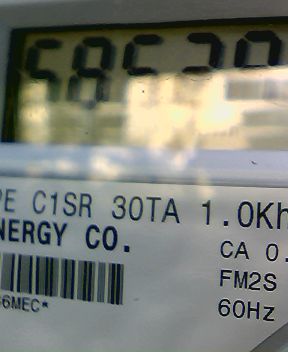 PE C1SR 30TA 1.0Kh
NERGY CO.
CA 0.
FM2S
60Hz
6MEC*